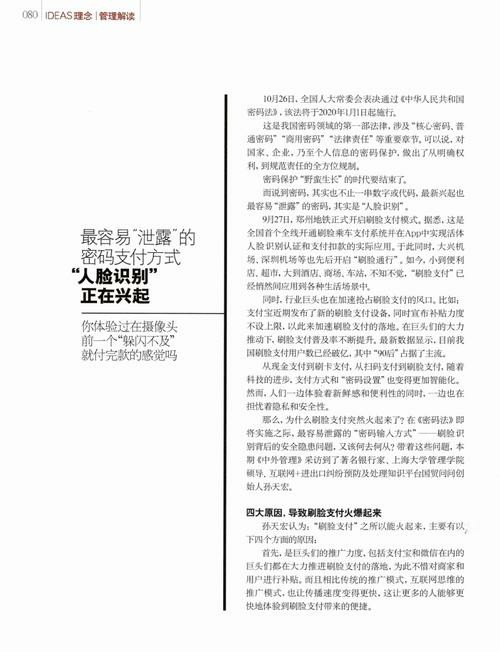 080 IDEAS理念 | 管理解读
最容易“泄露”的
密码支付方式
“人脸识别”
正在兴起
你体验过在摄像头
前一个“躲闪不及”
就付完款的感觉吗
10月26日，全国人大常委会表决通过《中华人民共和国
密码法》，该法将于2020年1月1日起施行。
这是我国密码领域的第一部法律，涉及“核心密码、普
通密码”“商用密码”“法律责任”等重要章节。可以说，对
国家、企业，乃至个人信息的密码保护，做出了从明确权
利，到规范责任的全方位规制。
密码保护“野蛮生长”的时代要结束了。
而说到密码，其实也不止一串数字或代码，最新兴起也
最容易“泄露”的密码，其实是“人脸识别”。
9月27日，郑州地铁正式开启刷脸支付模式。据悉，这是
全国首个全线开通刷脸乘车支付系统并在App中实现活体
人脸识别认证和支付扣款的实际应用。于此同时，大兴机
场、深圳机场等也先后开启“刷脸通行”。如今，小到便利
店、超市，大到酒店、商场、车站，不知不觉，“刷脸支付”已
经悄然间应用到各种生活场景中。
同时，行业巨头也在加速抢占刷脸支付的风口。比如：
支付宝近期发布了新的刷脸支付设备，同时宣布补贴力度
不设上限，以此来加速刷脸支付的落地。在巨头们的大力
推动下，刷脸支付普及率不断提升。最新数据显示，目前我
国刷脸支付用户数已经破亿，其中“90后”占据了主流。
从现金支付到刷卡支付，从扫码支付到刷脸支付，随着
科技的进步，支付方式和“密码设置”也变得更加智能化。
然而，人们一边体验着新鲜感和便利性的同时，一边也在
担忧着隐私和安全性。
那么，为什么刷脸支付突然火起来了？在《密码法》即
将实施之际，最容易泄露的“密码输入方式”——刷脸识
别背后的安全隐患问题，又该何去何从？带着这些问题，本
期《中外管理》采访到了著名银行家、上海大学管理学院
硕导、互联网+进出口纠纷预防及处理知识平台国贸问问创
始人孙天宏。
四大原因，导致刷脸支付火爆起来
孙天宏认为：“刷脸支付”之所以能火起来，主要有以
下四个方面的原因：
首先，是巨头们的推广力度，包括支付宝和微信在内的
巨头们都在大力推进刷脸支付的落地，为此不惜对商家和
用户进行补贴。而且相比传统的推广模式，互联网思维的
推广模式，也让传播速度变得更快，这让更多的人能够更
快地体验到刷脸支付带来的便捷。